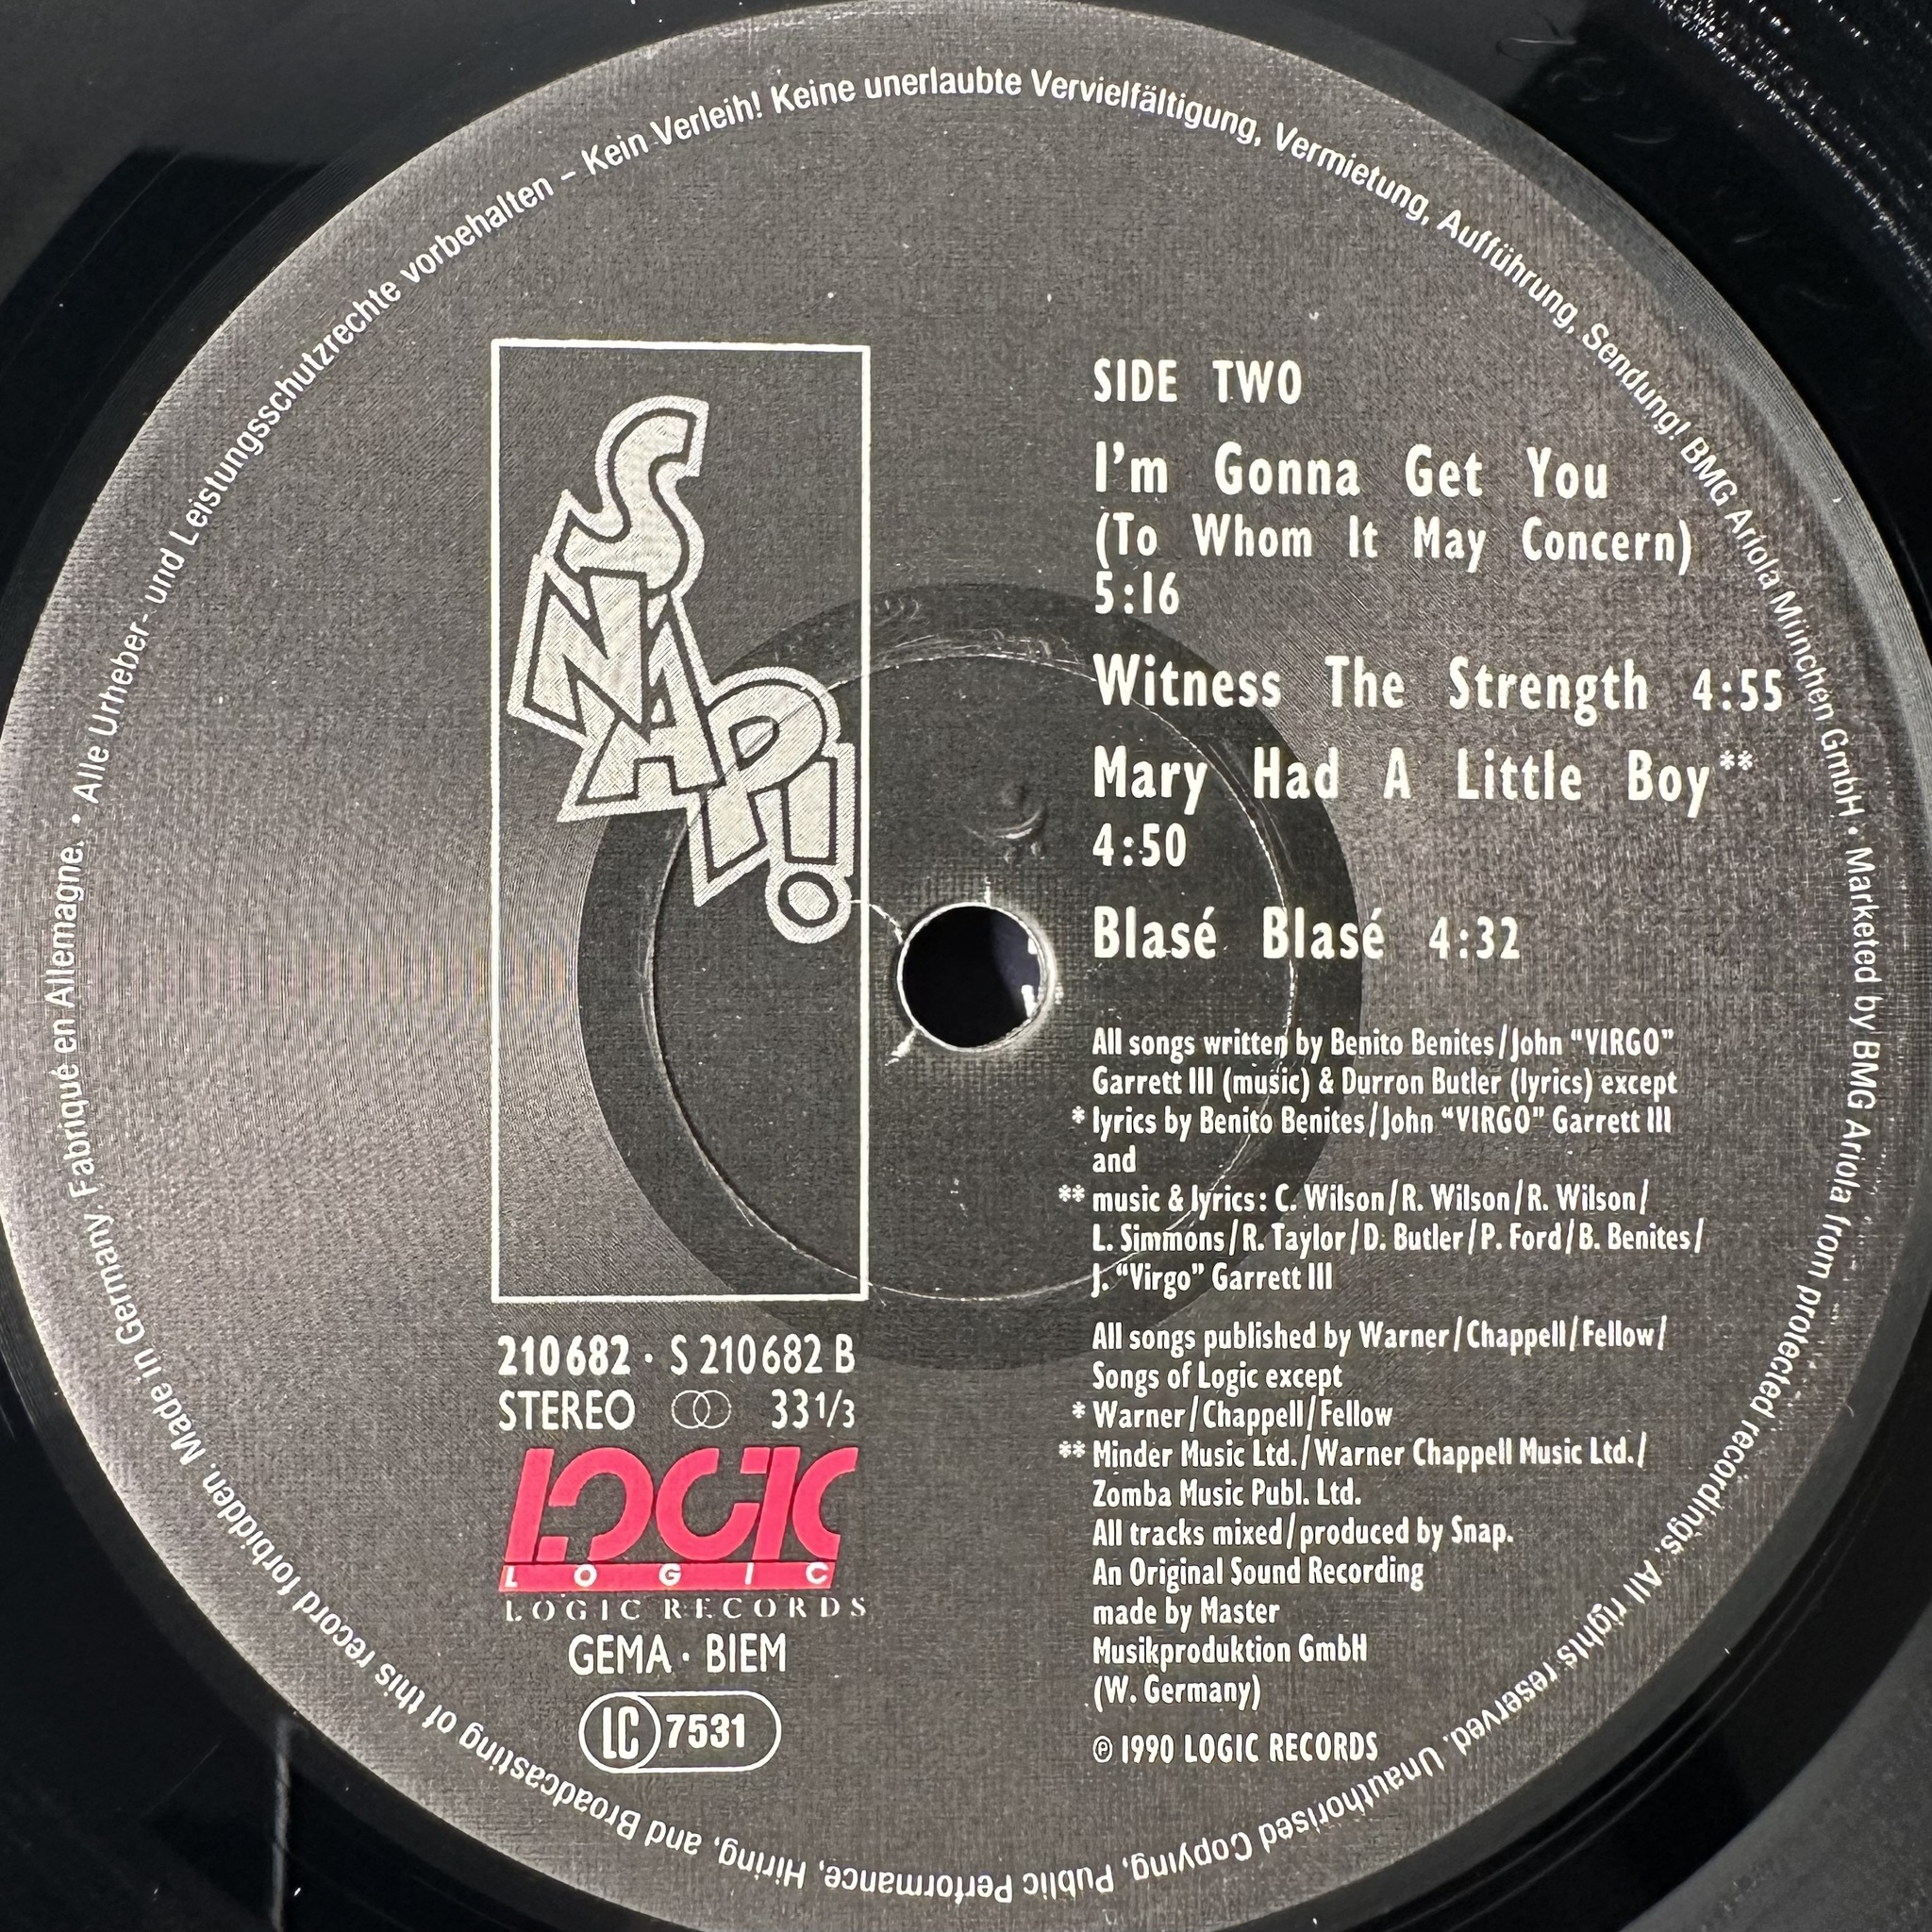 Alle Urheber- und Leistungsschutzrechte vorbehalten – Kein Verleih! Keine unerlaubte Vervielfältigung, Vermietung, Aufführung, Sendung! BMG Ariola München GmbH • Marketed by BMG Ariola from protected recordings. All rights reserved. Unauthorised Copying, Public Performance, Hiring, and Broadcasting of this record forbidden. Made in Germany Fabriqué en Allemagne. •
SNAP!
SIDE TWO
I'm Gonna Get You
(To Whom It May Concern)
5:16
Witness The Strength 4:55
Mary Had A Little Boy**
4:50
Blasé Blasé 4:32
All songs written by Benito Benites/John “VIRGO”
Garrett III (music) & Durron Butler (lyrics) except
* lyrics by Benito Benites/John “VIRGO” Garrett III
and
** music & lyrics: C. Wilson/R. Wilson/R. Wilson/
L. Simmons/R. Taylor/D. Butler/P. Ford/B. Benites/
J. “Virgo” Garrett III
All songs published by Warner/Chappell/Fellow/
Songs of Logic except
* Warner/Chappell/Fellow
** Minder Music Ltd./Warner Chappell Music Ltd./
Zomba Music Publ. Ltd.
All tracks mixed/produced by Snap.
An Original Sound Recording
made by Master
Musikproduktion GmbH
(W. Germany)
℗ 1990 LOGIC RECORDS
210682 · S 210682 B
STEREO 33 1/3
LOGIC
LOGIC
LOGIC RECORDS
GEMA · BIEM
LC 7531